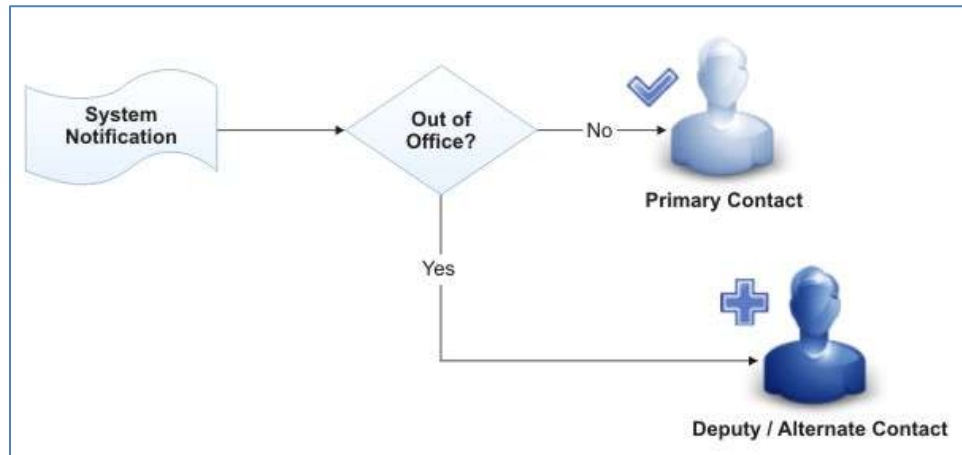 System
Notification
Out of
Office?
No
Primary Contact
Yes
Deputy / Alternate Contact